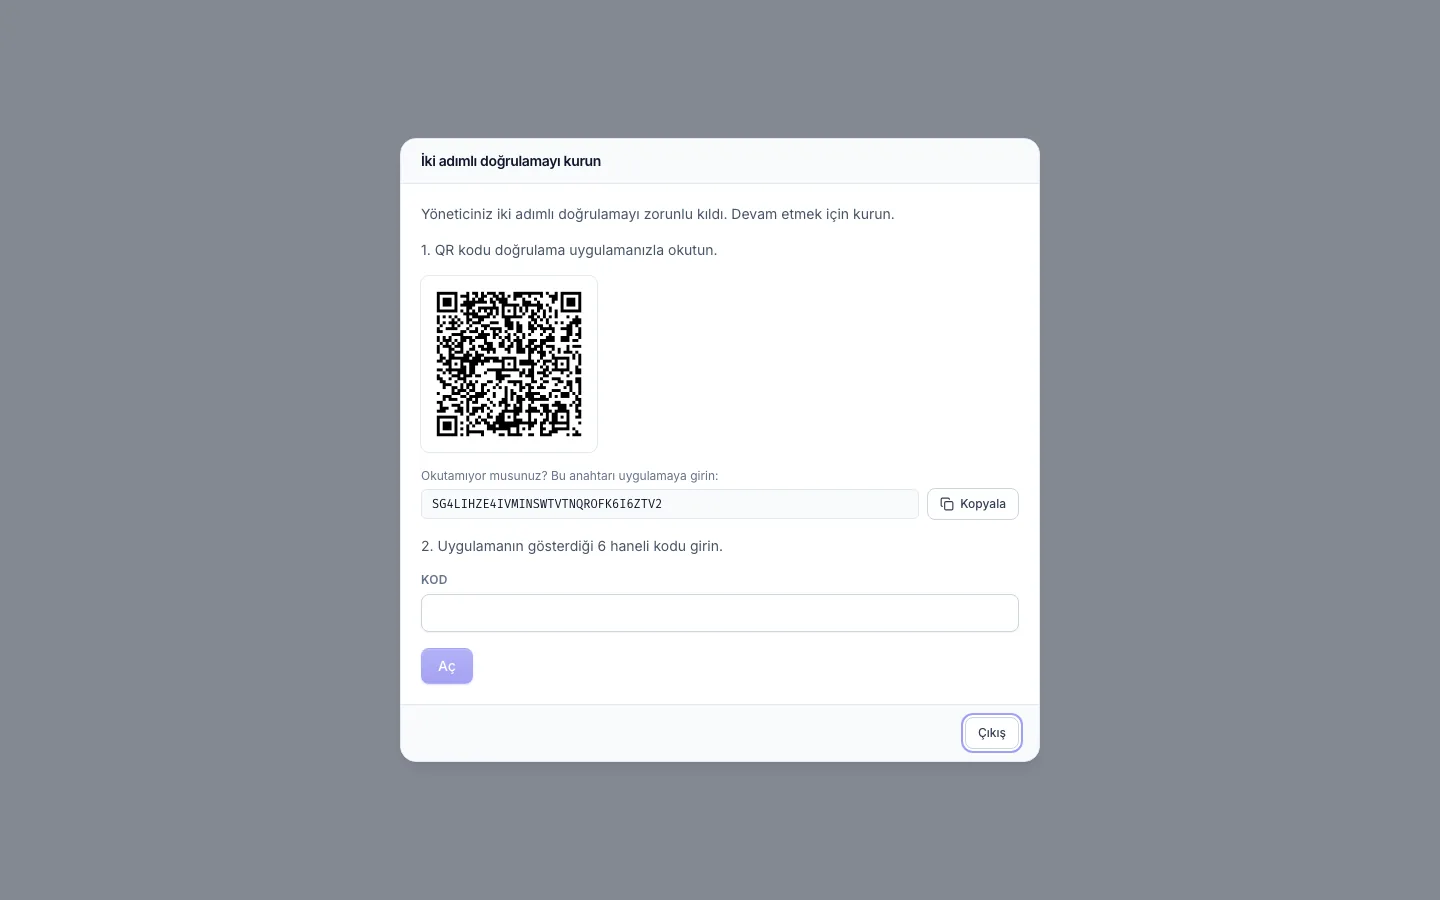 İki adımlı doğrulamayı kurun
Yöneticiniz iki adımlı doğrulamayı zorunlu kıldı. Devam etmek için kurun.
1. QR kodu doğrulama uygulamanızla okutun.
Okutamıyor musunuz? Bu anahtarı uygulamaya girin:
SG4LIHZE4IVMINSWTVTNQROFK6I6ZTV2
Kopyala
2. Uygulamanın gösterdiği 6 haneli kodu girin.
KOD
Aç
Çıkış